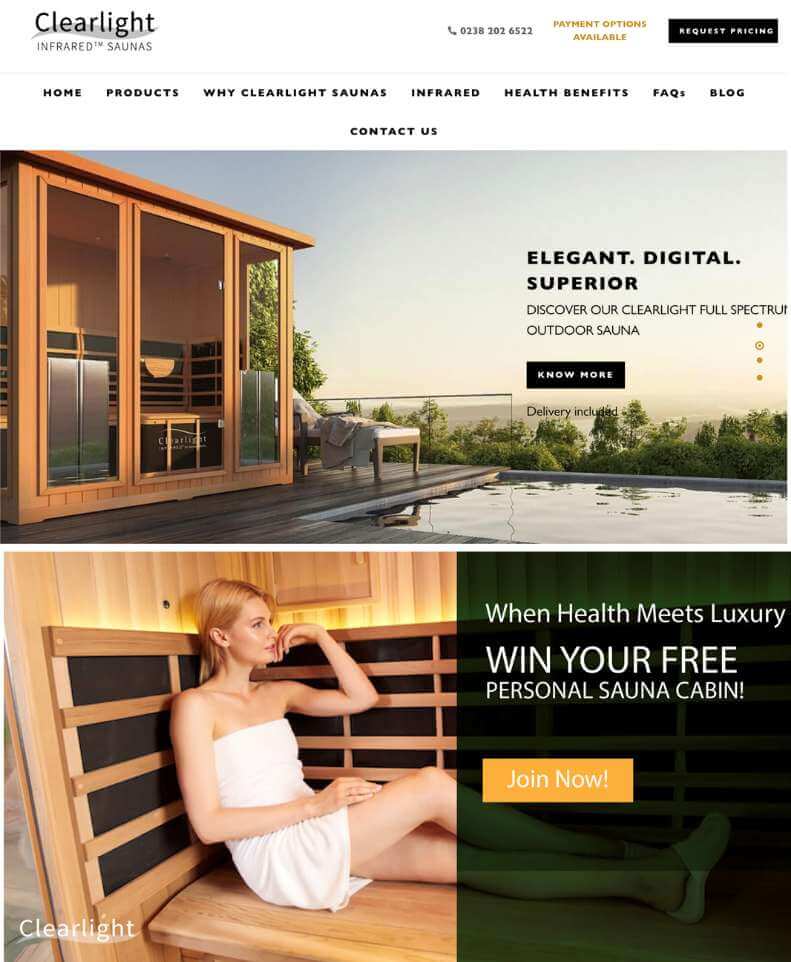 Clearlight
INFRARED™ SAUNAS
0238 202 6522
PAYMENT OPTIONS
AVAILABLE
REQUEST PRICING
HOME PRODUCTS WHY CLEARLIGHT SAUNAS INFRARED HEALTH BENEFITS FAQs BLOG
CONTACT US
ELEGANT. DIGITAL.
SUPERIOR
DISCOVER OUR CLEARLIGHT FULL SPECTRUM
OUTDOOR SAUNA
KNOW MORE
Delivery included
Clearlight
When Health Meets Luxury
WIN YOUR FREE
PERSONAL SAUNA CABIN!
Join Now!
Clearlight